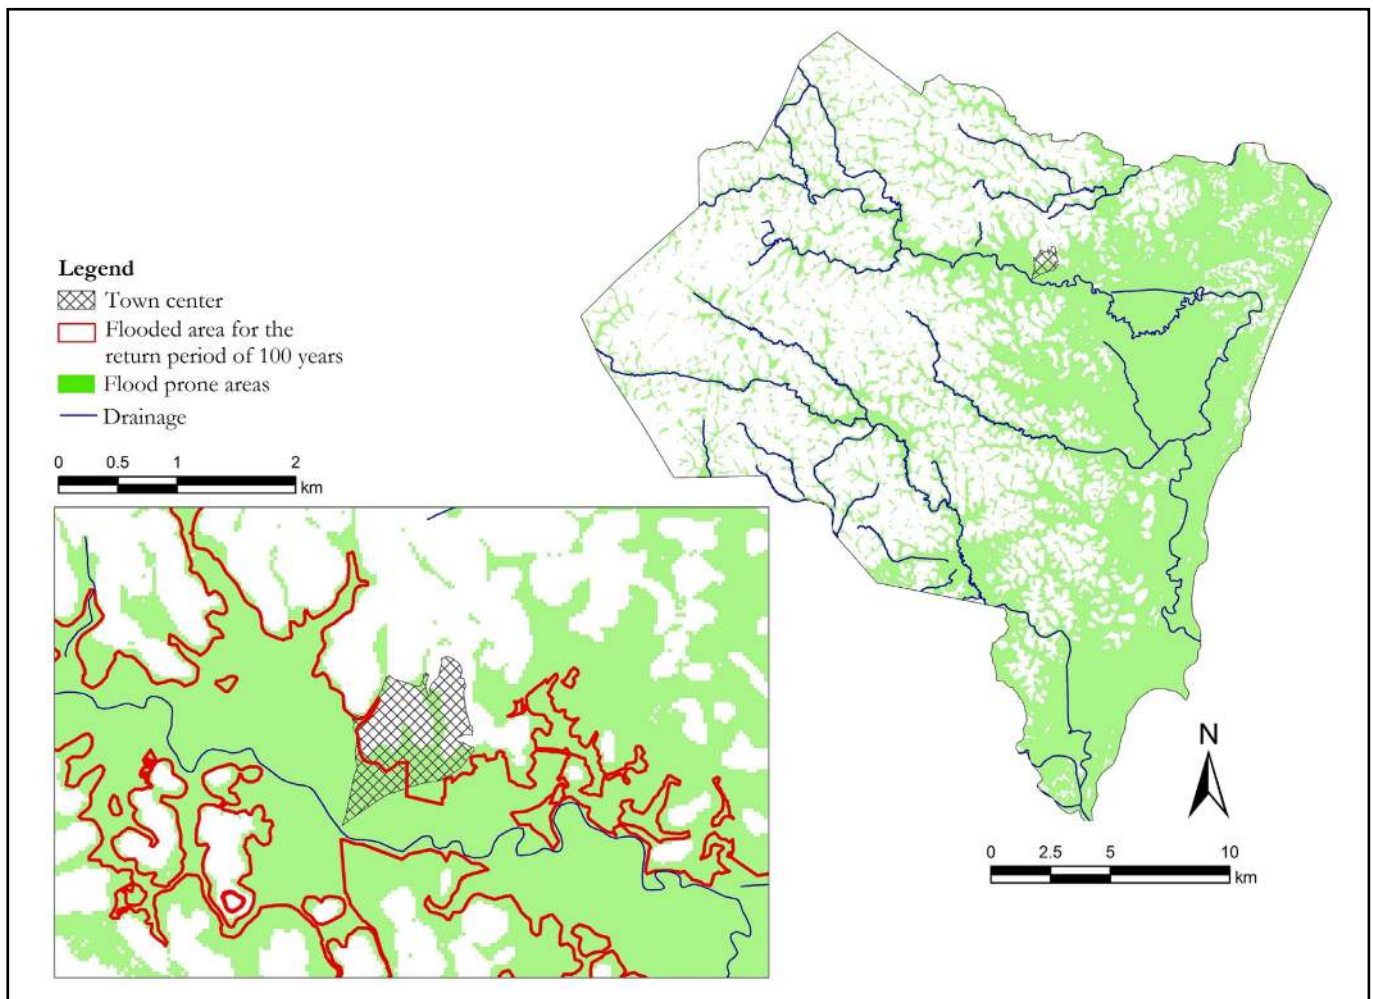 Legend
Town center
Flooded area for the
return period of 100 years
Flood prone areas
Drainage
0 0.5 1 2
km
N
0 2.5 5 10
km